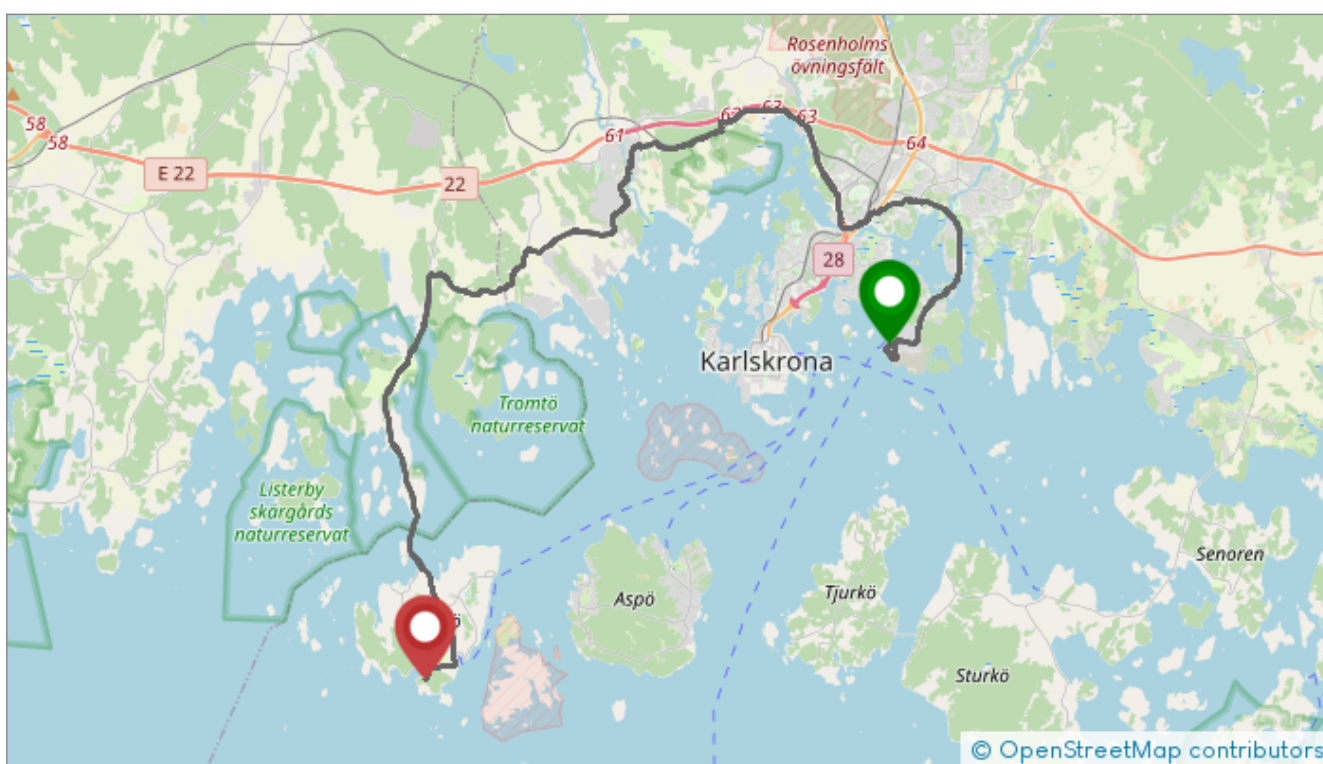 Rosenholms
övningsfält
58
58
E 22
22
61
62
63
63
64
28
Karlskrona
Tromtö
naturreservat
Listerby
skärgårds
naturreservat
Aspö
Tjurkö
Senoren
Sturkö
ö
© OpenStreetMap contributors